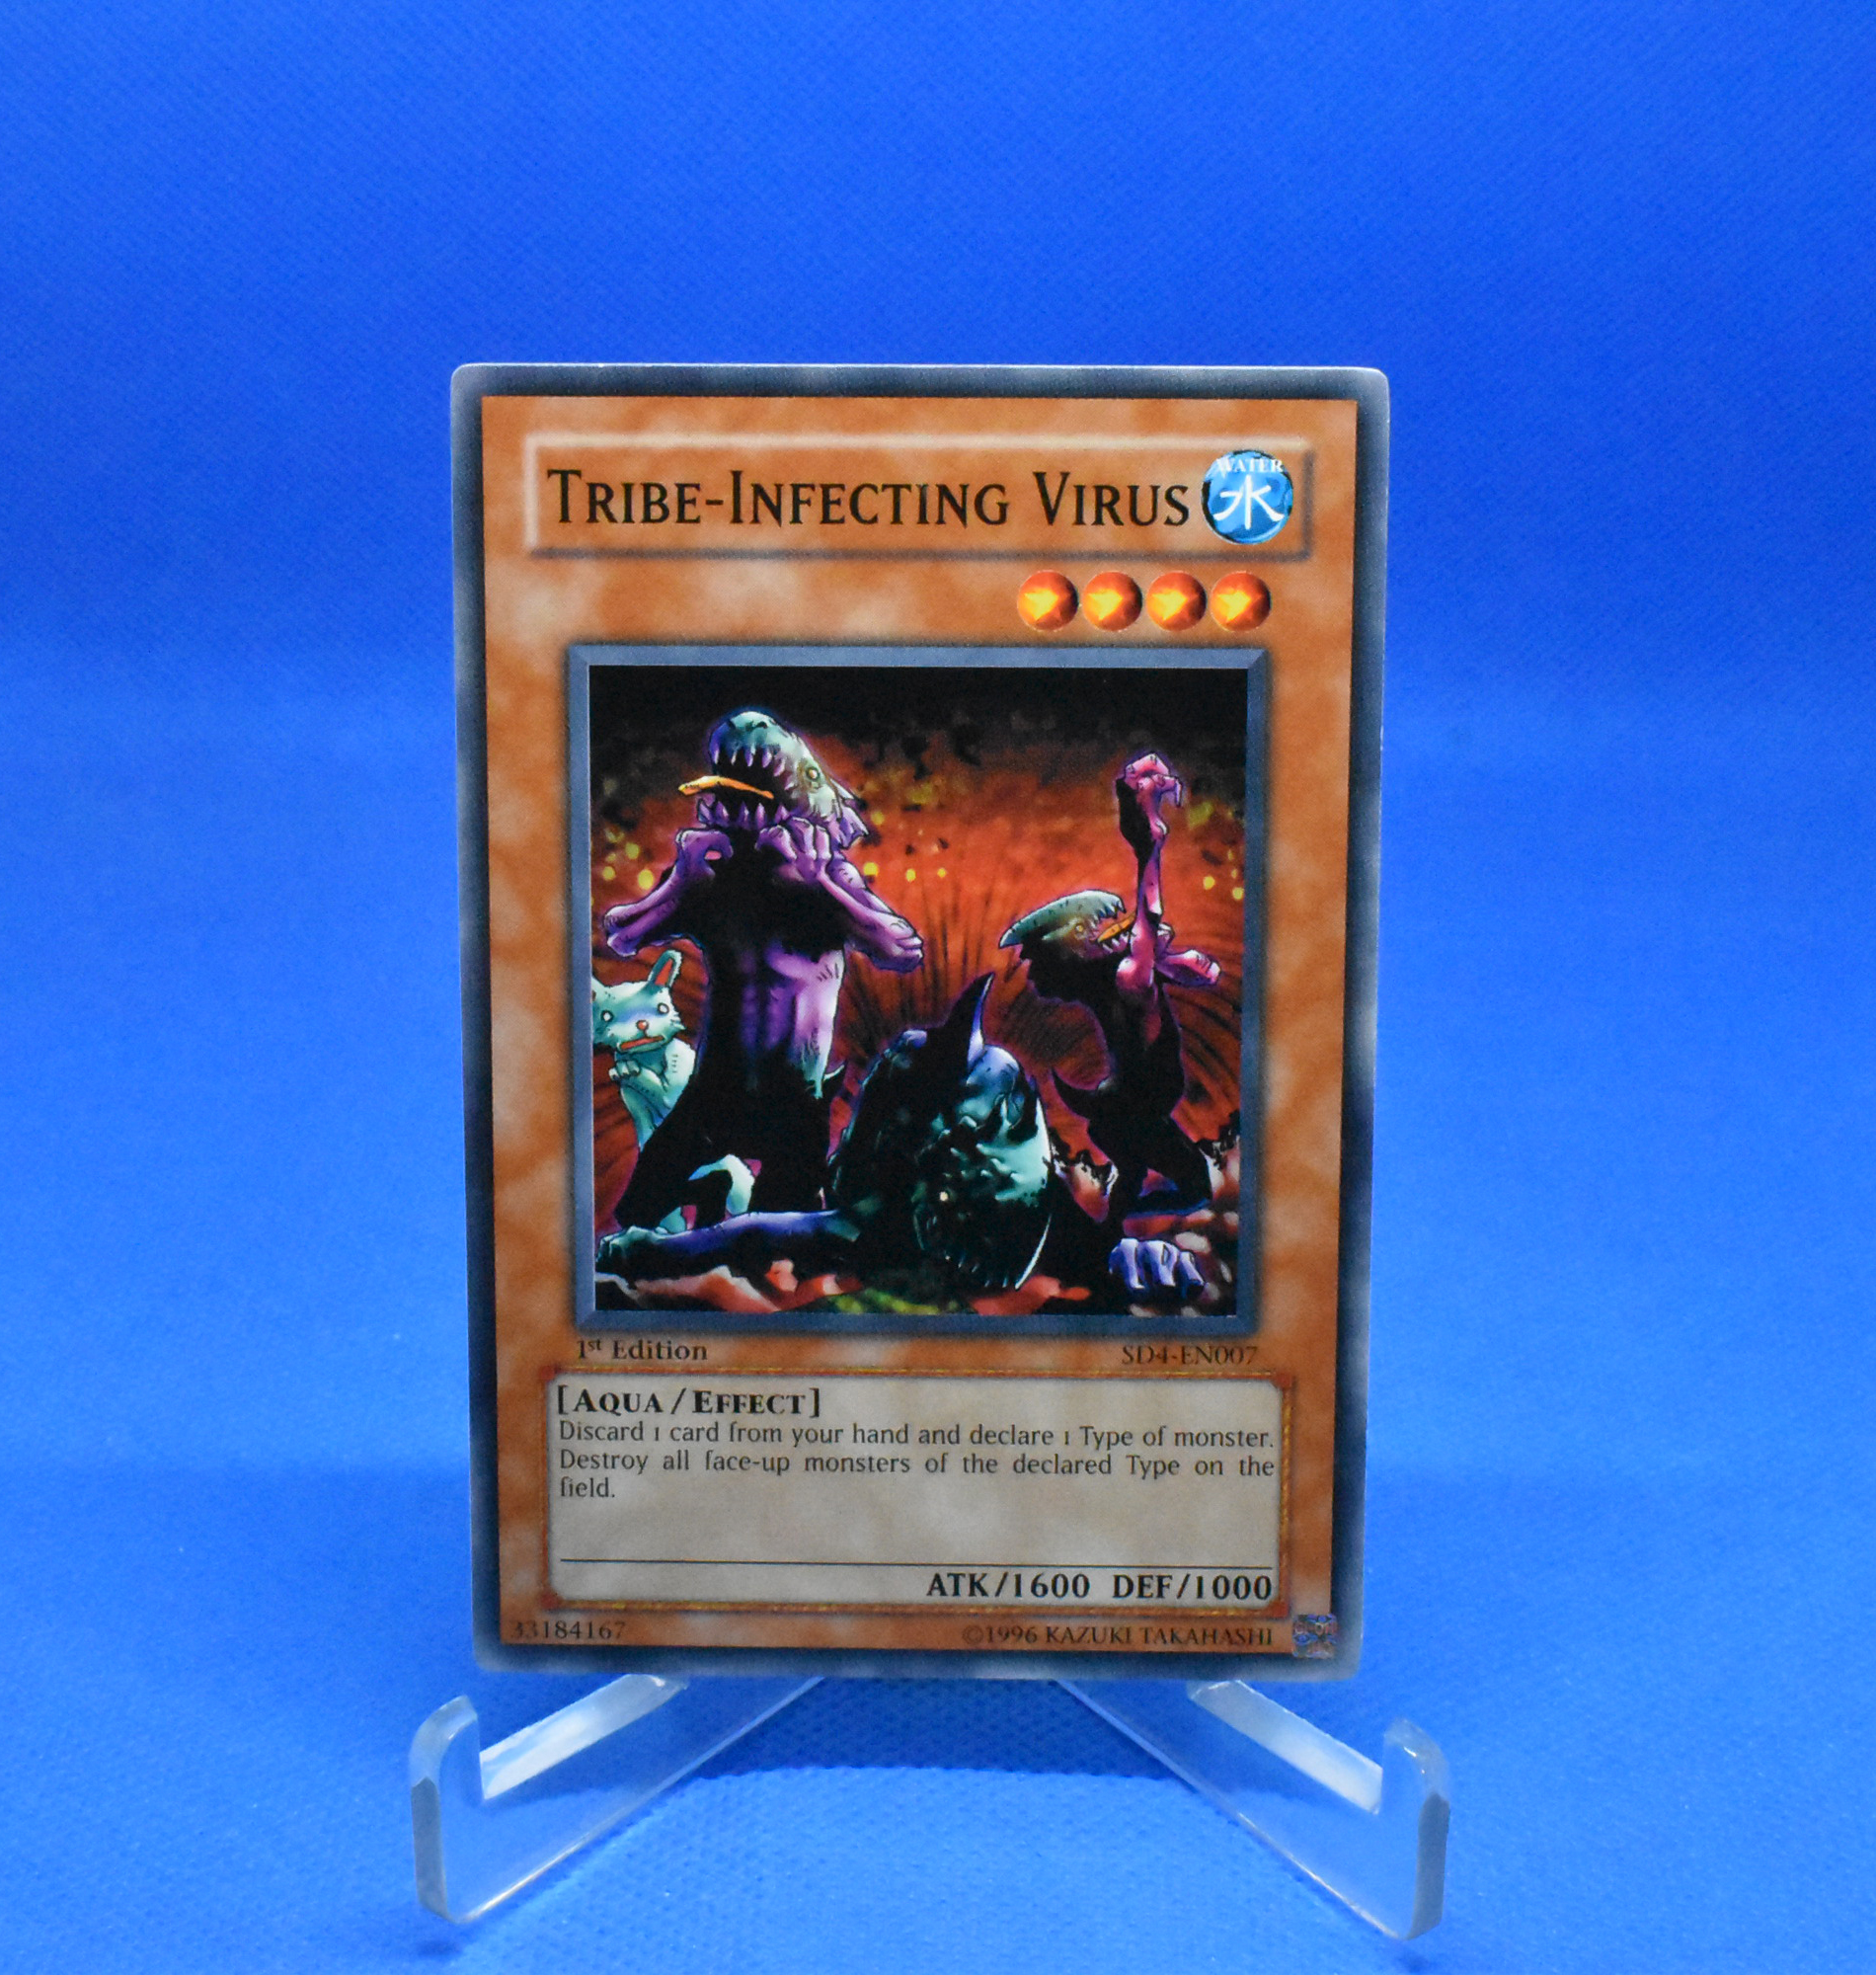 TRIBE-INFECTING VIRUS
WATER
水
1st Edition
SD4-EN007
[AQUA / EFFECT]
Discard 1 card from your hand and declare 1 Type of monster.
Destroy all face-up monsters of the declared Type on the
field.
ATK/1600 DEF/1000
33184167
©1996 KAZUKI TAKAHASHI